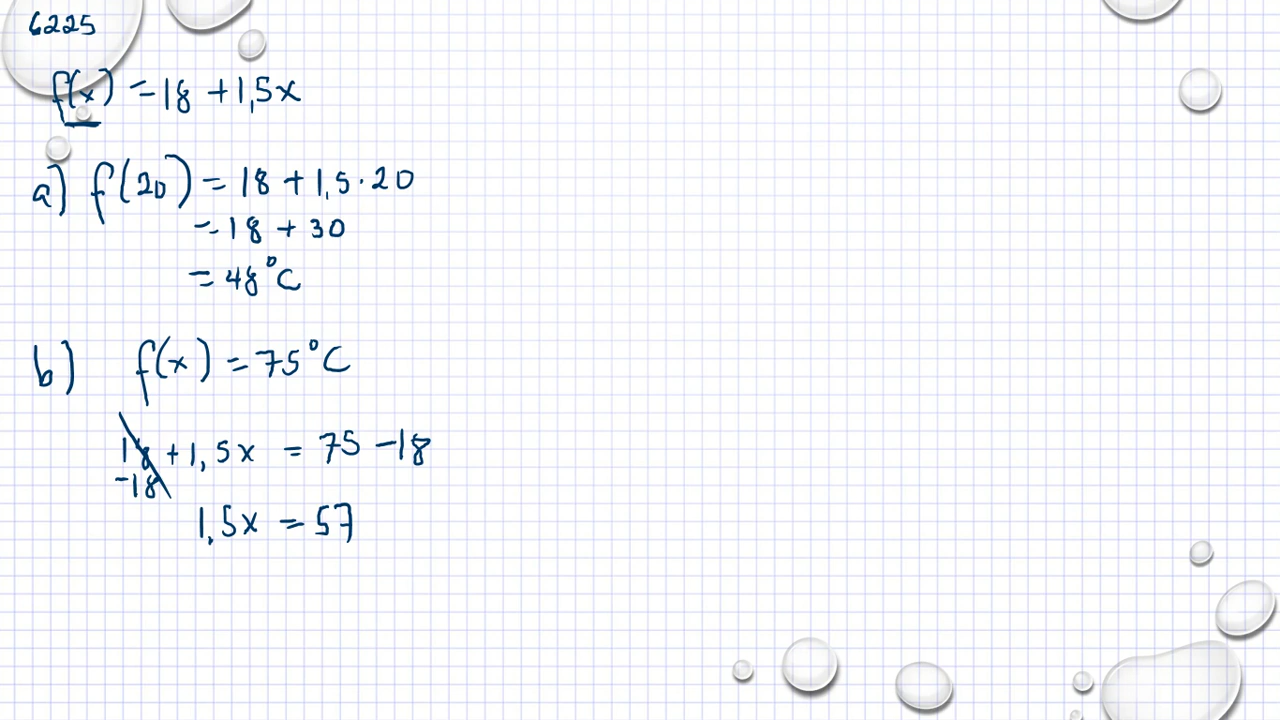 6225
f(x) = 18 + 1,5x
a) f(20) = 18 + 1,5 · 20
= 18 + 30
= 48°C
b) f(x) = 75°C
18 + 1,5x = 75 - 18
-18
1,5x = 57